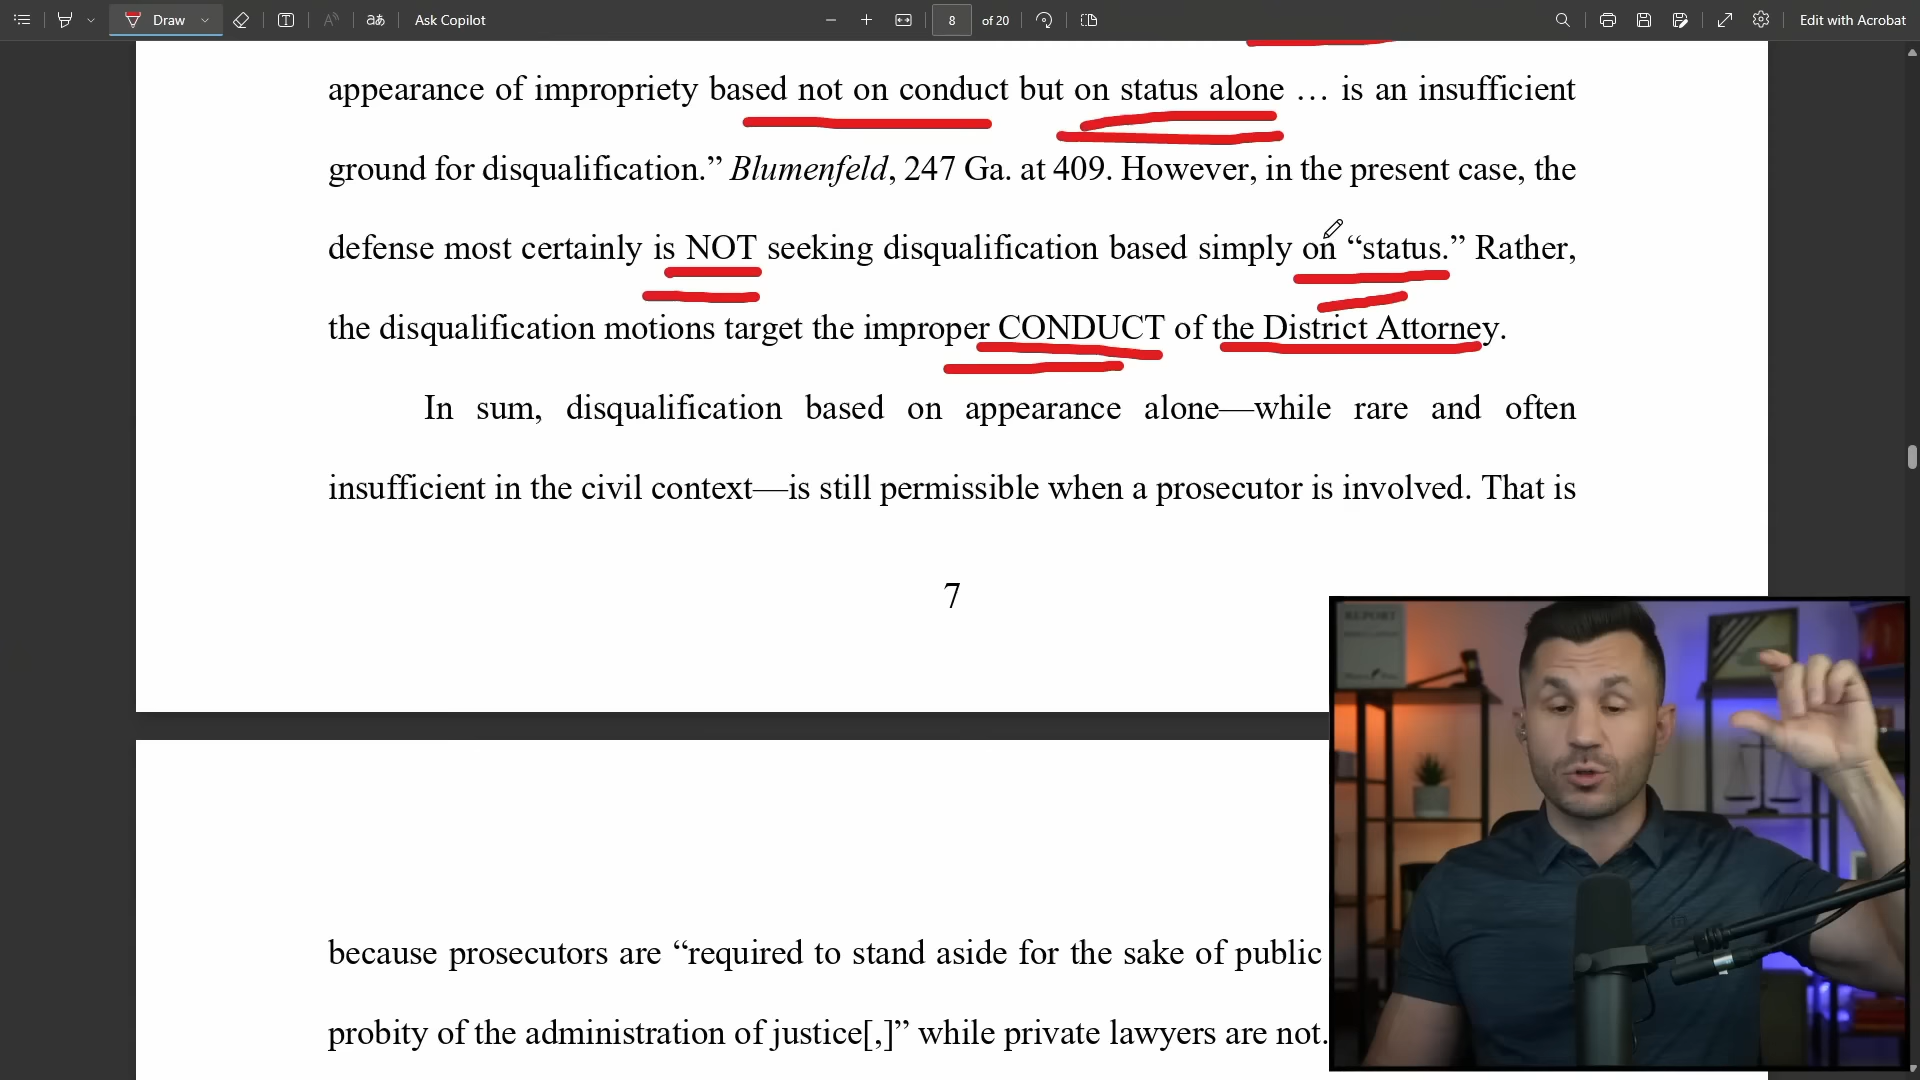 Draw
aあ
Ask Copilot
8
of 20
Edit with Acrobat
appearance of impropriety based not on conduct but on status alone … is an insufficient
ground for disqualification.” Blumenfeld, 247 Ga. at 409. However, in the present case, the
defense most certainly is NOT seeking disqualification based simply on “status.” Rather,
the disqualification motions target the improper CONDUCT of the District Attorney.
In sum, disqualification based on appearance alone—while rare and often
insufficient in the civil context—is still permissible when a prosecutor is involved. That is
7
REPORT
because prosecutors are “required to stand aside for the sake of public
probity of the administration of justice[,]” while private lawyers are not.